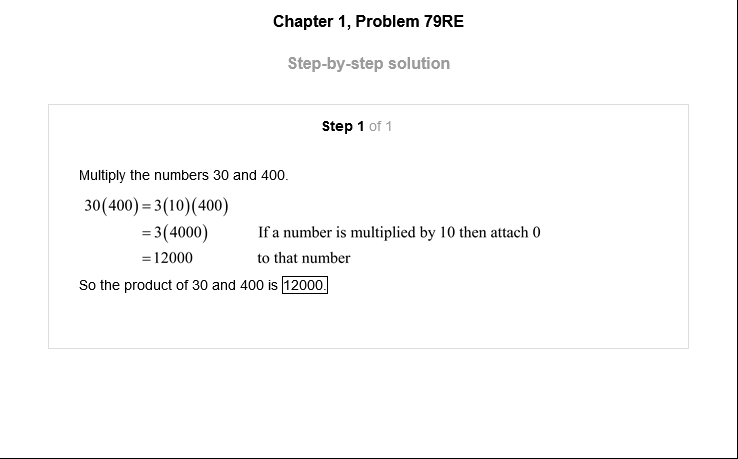 Chapter 1, Problem 79RE
Step-by-step solution
Step 1 of 1
Multiply the numbers 30 and 400.
30(400) = 3(10)(400)
= 3(4000) If a number is multiplied by 10 then attach 0
= 12000 to that number
So the product of 30 and 400 is 12000.